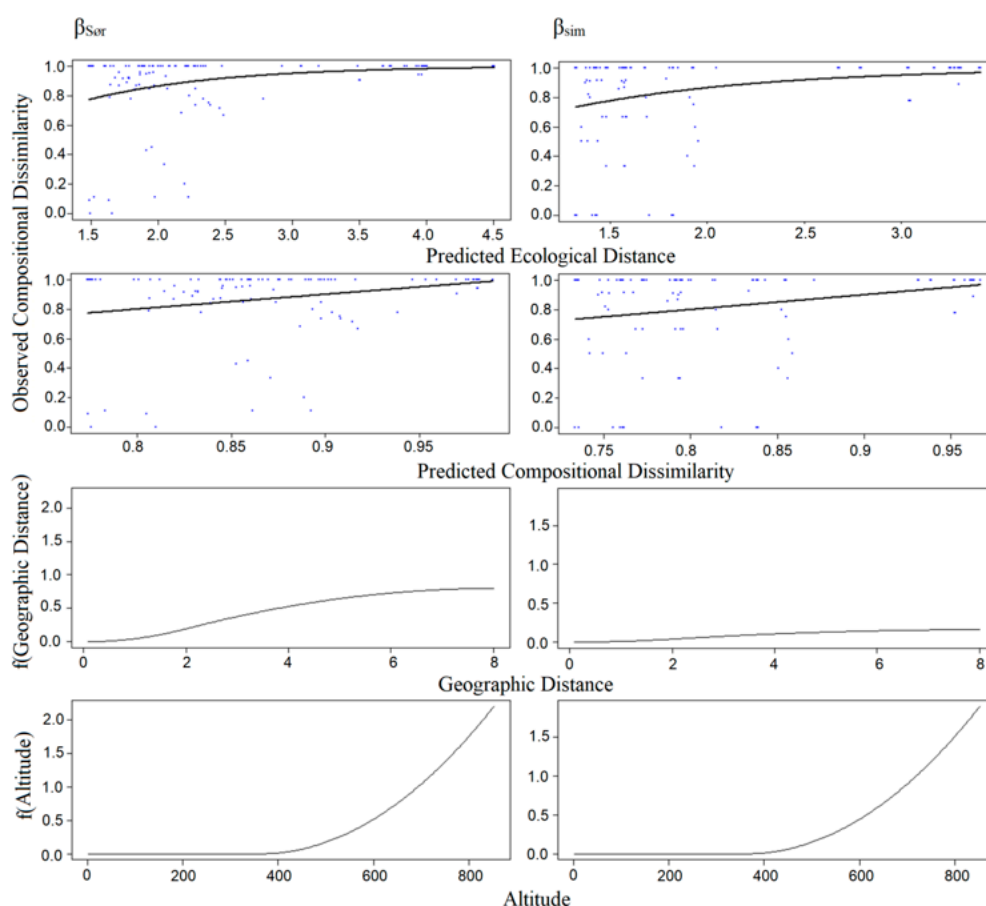 βSør
βsim
Observed Compositional Dissimilarity
1.0
0.8
0.6
0.4
0.2
0.0
1.5 2.0 2.5 3.0 3.5 4.0 4.5
1.0
0.8
0.6
0.4
0.2
0.0
1.5 2.0 2.5 3.0
Predicted Ecological Distance
1.0
0.8
0.6
0.4
0.2
0.0
0.8 0.85 0.9 0.95
1.0
0.8
0.6
0.4
0.2
0.0
0.75 0.8 0.85 0.9 0.95
Predicted Compositional Dissimilarity
f(Geographic Distance)
2.0
1.5
1.0
0.5
0.0
0 2 4 6 8
1.5
1.0
0.5
0.0
0 2 4 6 8
Geographic Distance
f(Altitude)
2.0
1.5
1.0
0.5
0.0
0 200 400 600 800
1.5
1.0
0.5
0.0
0 200 400 600 800
Altitude